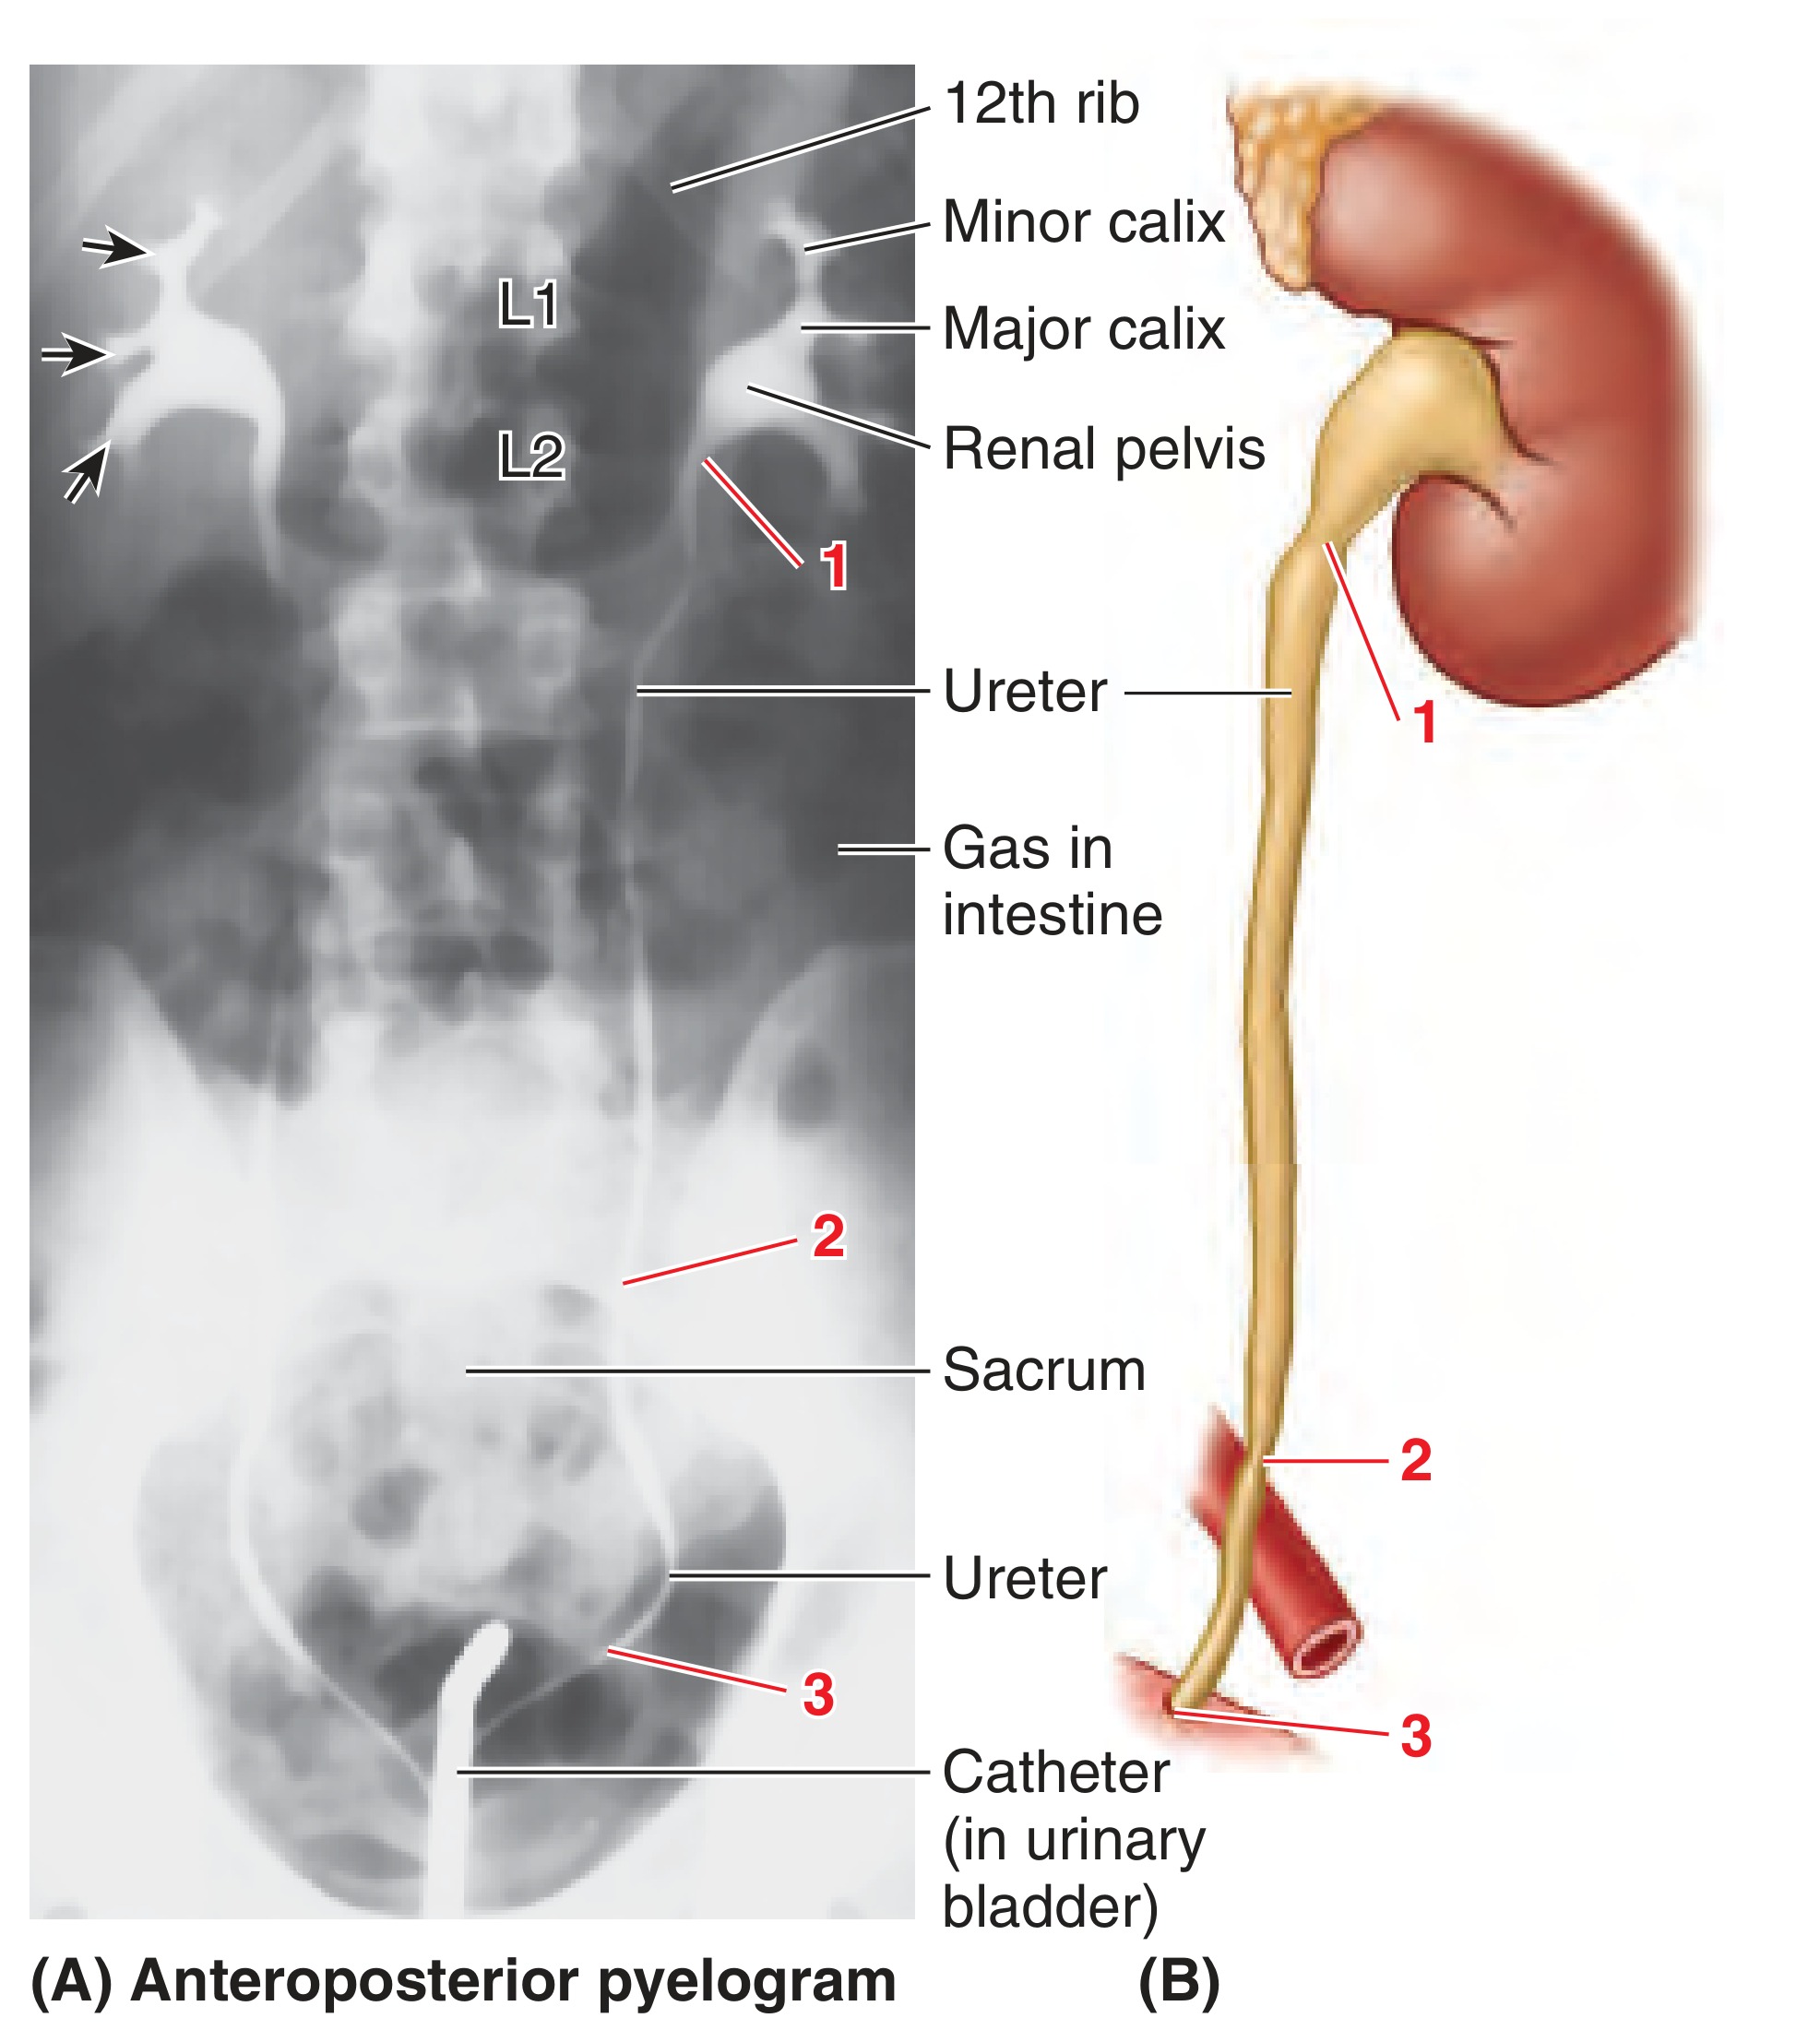 12th rib
Minor calix
L1
Major calix
L2
Renal pelvis
1
Ureter
1
Gas in
intestine
2
Sacrum
2
Ureter
3
3
Catheter
(in urinary
bladder)
(A) Anteroposterior pyelogram
(B)